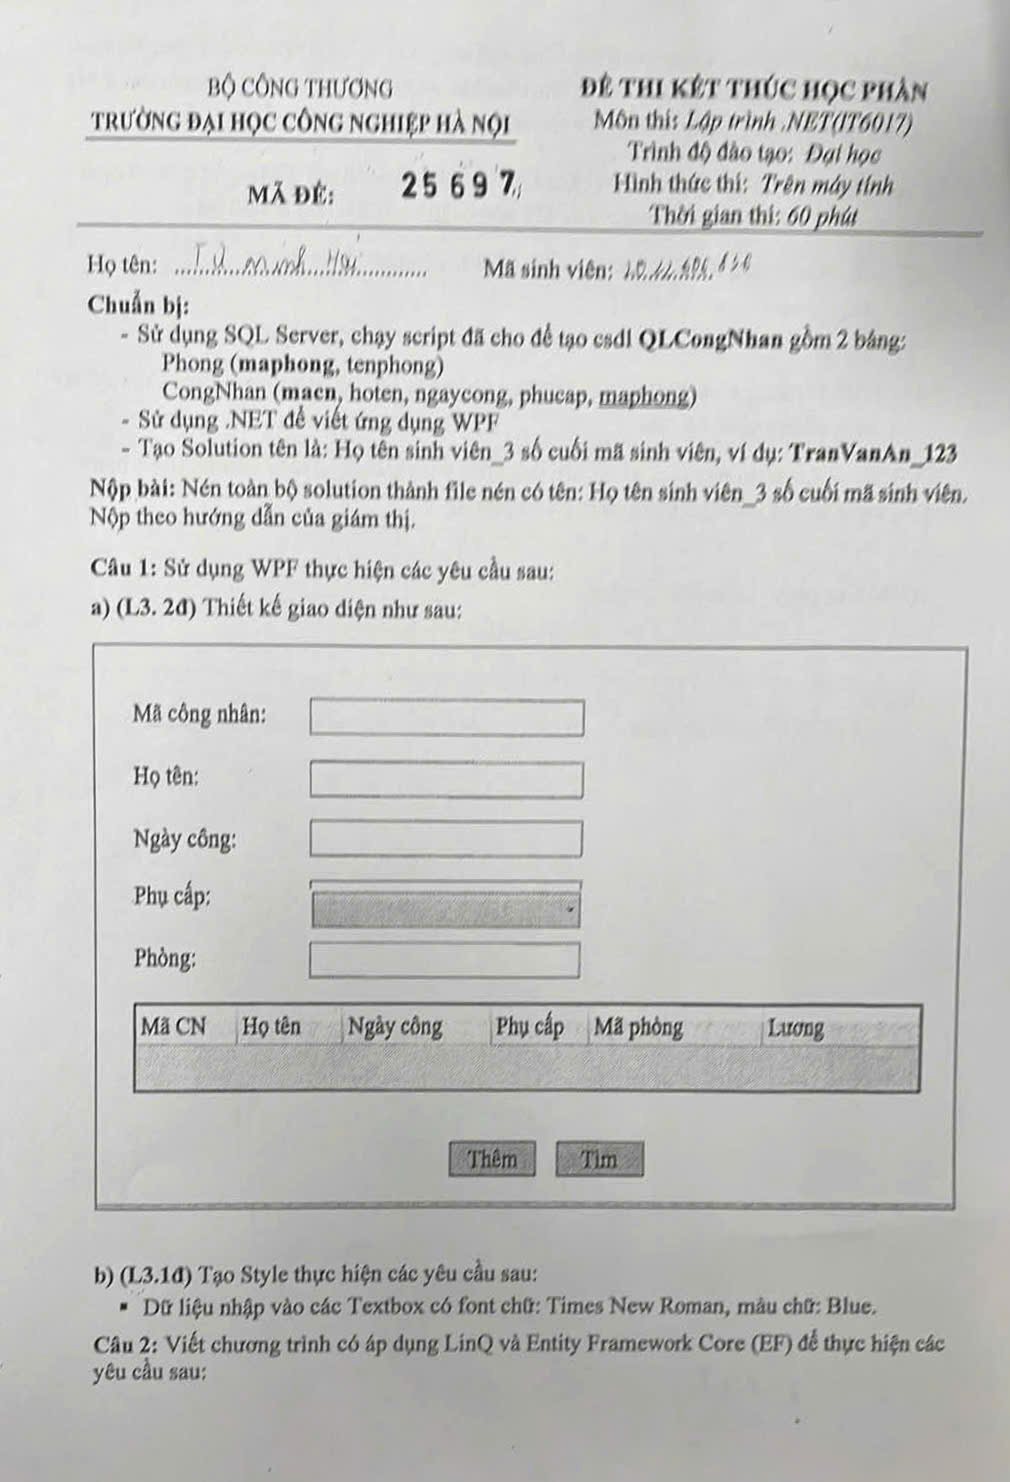 BỘ CÔNG THƯƠNG
TRƯỜNG ĐẠI HỌC CÔNG NGHIỆP HÀ NỘI
MÃ ĐỀ: 25697
ĐỀ THI KẾT THÚC HỌC PHẦN
Môn thi: Lập trình .NET(IT6017)
Trình độ đào tạo: Đại học
Hình thức thi: Trên máy tính
Thời gian thi: 60 phút
Họ tên:
Mã sinh viên:
Chuẩn bị:
- Sử dụng SQL Server, chạy script đã cho để tạo csdl QLCongNhan gồm 2 bảng:
Phong (maphong, tenphong)
CongNhan (macn, hoten, ngaycong, phucap, maphong)
- Sử dụng .NET để viết ứng dụng WPF
- Tạo Solution tên là: Họ tên sinh viên_3 số cuối mã sinh viên, ví dụ: TranVanAn_123
Nộp bài: Nén toàn bộ solution thành file nén có tên: Họ tên sinh viên_3 số cuối mã sinh viên.
Nộp theo hướng dẫn của giám thị.
Câu 1: Sử dụng WPF thực hiện các yêu cầu sau:
a) (L3. 2đ) Thiết kế giao diện như sau:
Mã công nhân:
Họ tên:
Ngày công:
Phụ cấp:
Phòng:
Mã CN Họ tên Ngày công Phụ cấp Mã phòng Lương
Thêm Tìm
b) (L3.1đ) Tạo Style thực hiện các yêu cầu sau:
▪ Dữ liệu nhập vào các Textbox có font chữ: Times New Roman, màu chữ: Blue.
Câu 2: Viết chương trình có áp dụng LinQ và Entity Framework Core (EF) để thực hiện các
yêu cầu sau: